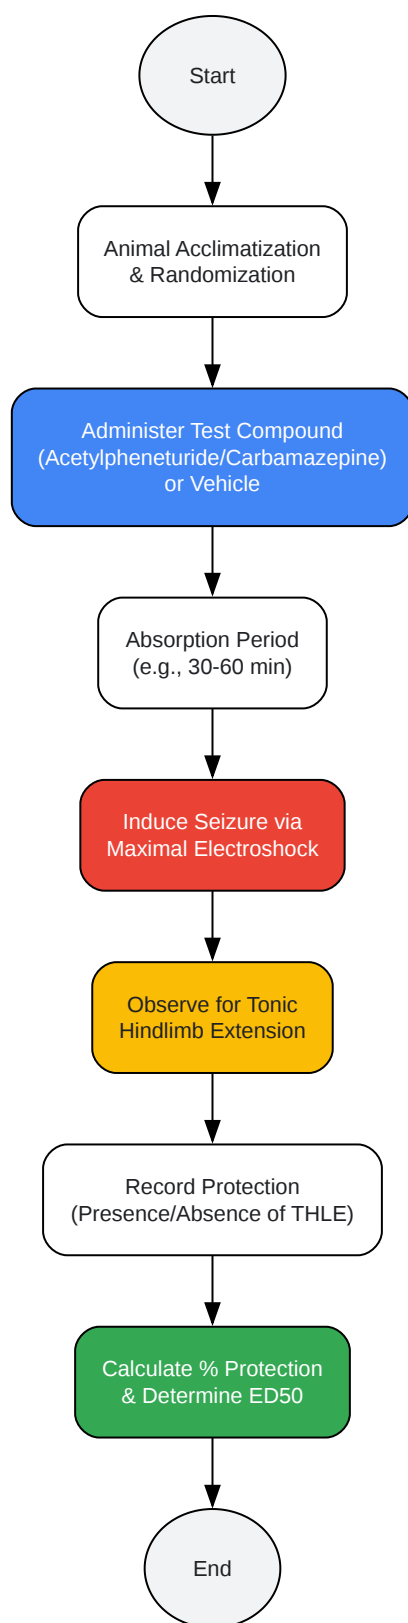 Start
Animal Acclimatization
& Randomization
Administer Test Compound
(Acetylpheneturide/Carbamazepine)
or Vehicle
Absorption Period
(e.g., 30-60 min)
Induce Seizure via
Maximal Electroshock
Observe for Tonic
Hindlimb Extension
Record Protection
(Presence/Absence of THLE)
Calculate % Protection
& Determine ED50
End